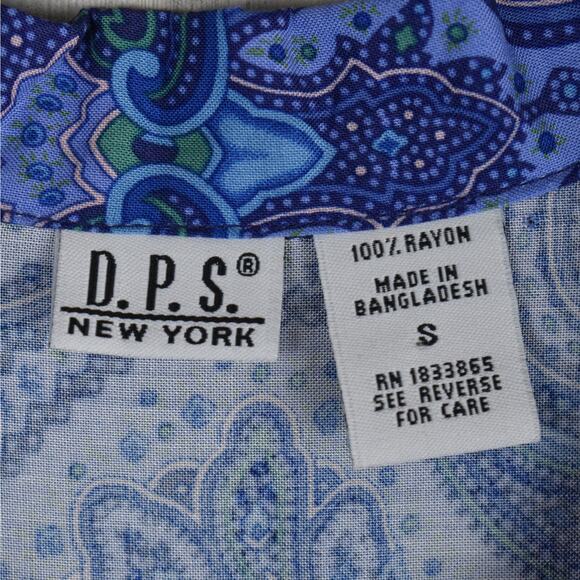 D.P.S.®
NEW YORK
100% RAYON
MADE IN
BANGLADESH
S
RN 1833865
SEE REVERSE
FOR CARE